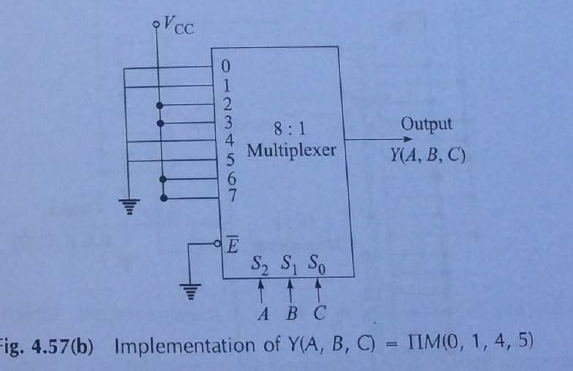 V_CC
0
1
2
3
4
5
6
7
8 : 1
Multiplexer
Output
Y(A, B, C)
E̅
S₂ S₁ S₀
A B C
Fig. 4.57(b) Implementation of Y(A, B, C) = ΠM(0, 1, 4, 5)